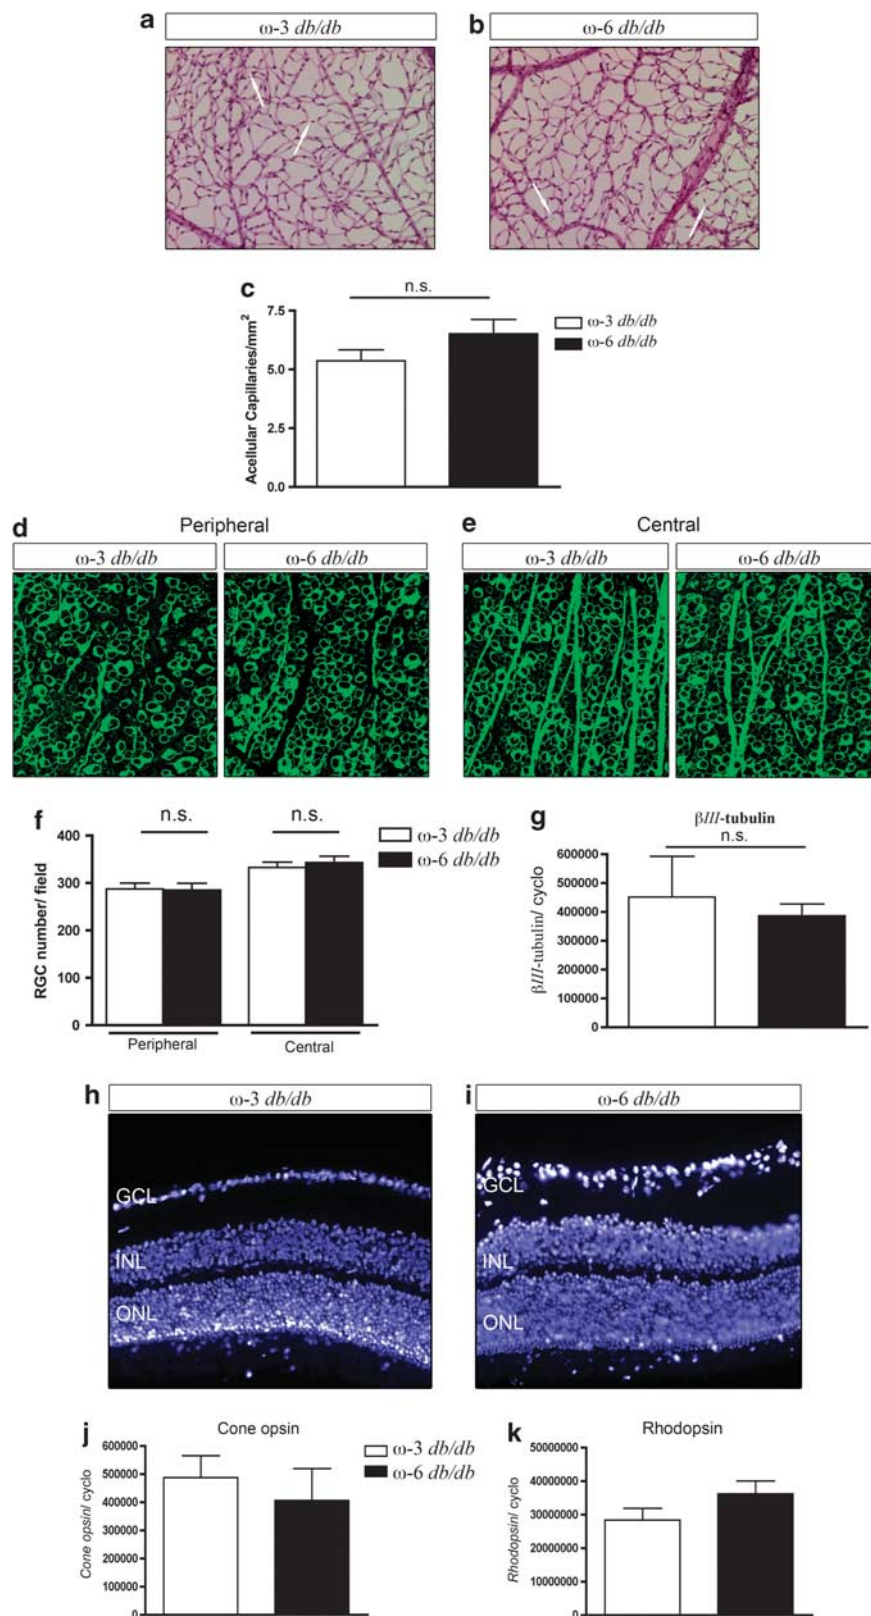 a
ω-3 db/db
b
ω-6 db/db
c
n.s.
7.5
5.0
2.5
0.0
Acellular Capillaries/mm²
ω-3 db/db
ω-6 db/db
d
Peripheral
ω-3 db/db
ω-6 db/db
e
Central
ω-3 db/db
ω-6 db/db
f
n.s.
n.s.
400
300
200
100
0
RGC number/ field
Peripheral
Central
ω-3 db/db
ω-6 db/db
g
βIII-tubulin
n.s.
600000
500000
400000
300000
200000
100000
0
βIII-tubulin/ cyclo
h
ω-3 db/db
GCL
INL
ONL
i
ω-6 db/db
GCL
INL
ONL
j
Cone opsin
600000
500000
400000
300000
200000
100000
0
Cone opsin/ cyclo
ω-3 db/db
ω-6 db/db
k
Rhodopsin
50000000
40000000
30000000
20000000
10000000
0
Rhodopsin/ cyclo